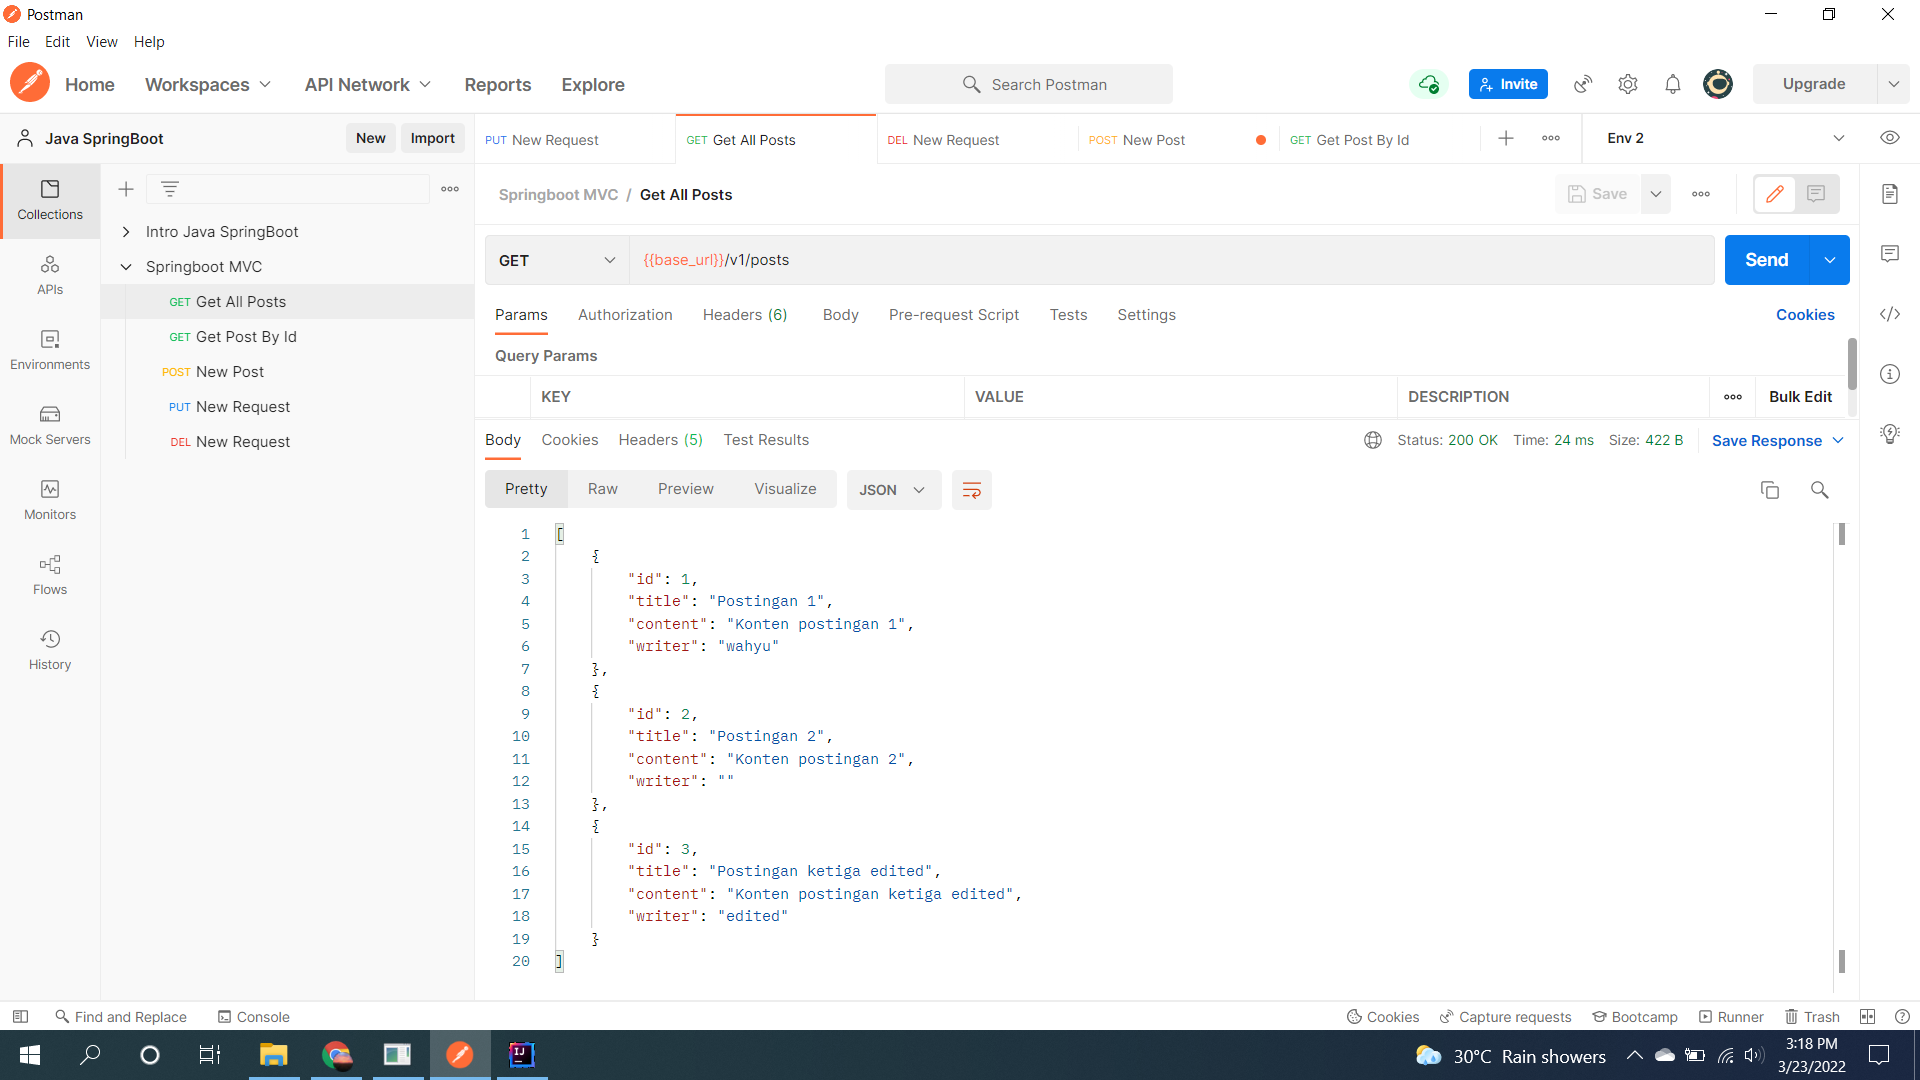 Postman
File Edit View Help
Home Workspaces API Network Reports Explore Search Postman Invite Upgrade
Java SpringBoot New Import
PUT New Request GET Get All Posts DEL New Request POST New Post GET Get Post By Id Env 2
Springboot MVC / Get All Posts Save
Collections
APIs
Environments
Mock Servers
Monitors
Flows
History
Intro Java SpringBoot
Springboot MVC
GET Get All Posts
GET Get Post By Id
POST New Post
PUT New Request
DEL New Request
GET {{base_url}}/v1/posts Send
Params Authorization Headers (6) Body Pre-request Script Tests Settings Cookies
Query Params
KEY VALUE DESCRIPTION Bulk Edit
Body Cookies Headers (5) Test Results Status: 200 OK Time: 24 ms Size: 422 B Save Response
Pretty Raw Preview Visualize JSON
1 [
2 {
3 "id": 1,
4 "title": "Postingan 1",
5 "content": "Konten postingan 1",
6 "writer": "wahyu"
7 },
8 {
9 "id": 2,
10 "title": "Postingan 2",
11 "content": "Konten postingan 2",
12 "writer": ""
13 },
14 {
15 "id": 3,
16 "title": "Postingan ketiga edited",
17 "content": "Konten postingan ketiga edited",
18 "writer": "edited"
19 }
20 ]
Find and Replace Console Cookies Capture requests Bootcamp Runner Trash
IJ 30°C Rain showers 3:18 PM
3/23/2022